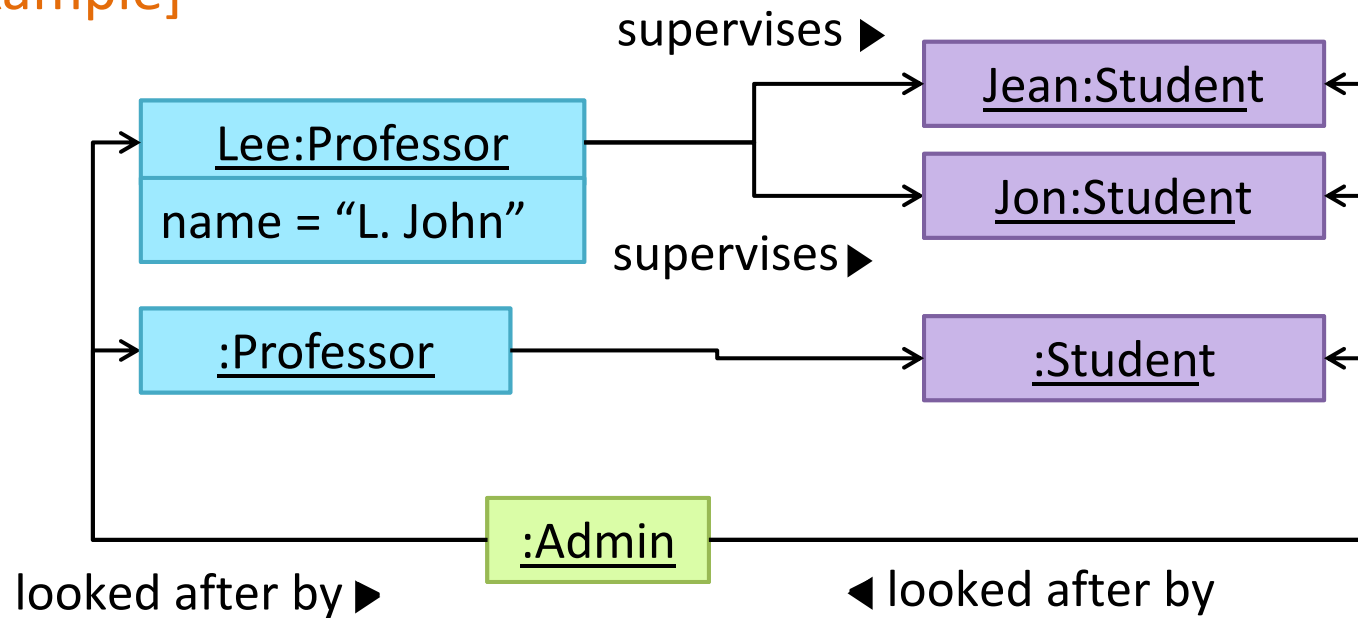 supervises ▶
Jean:Student
Lee:Professor
name = “L. John”
Jon:Student
supervises ▶
:Professor
:Student
:Admin
looked after by ▶
◀ looked after by